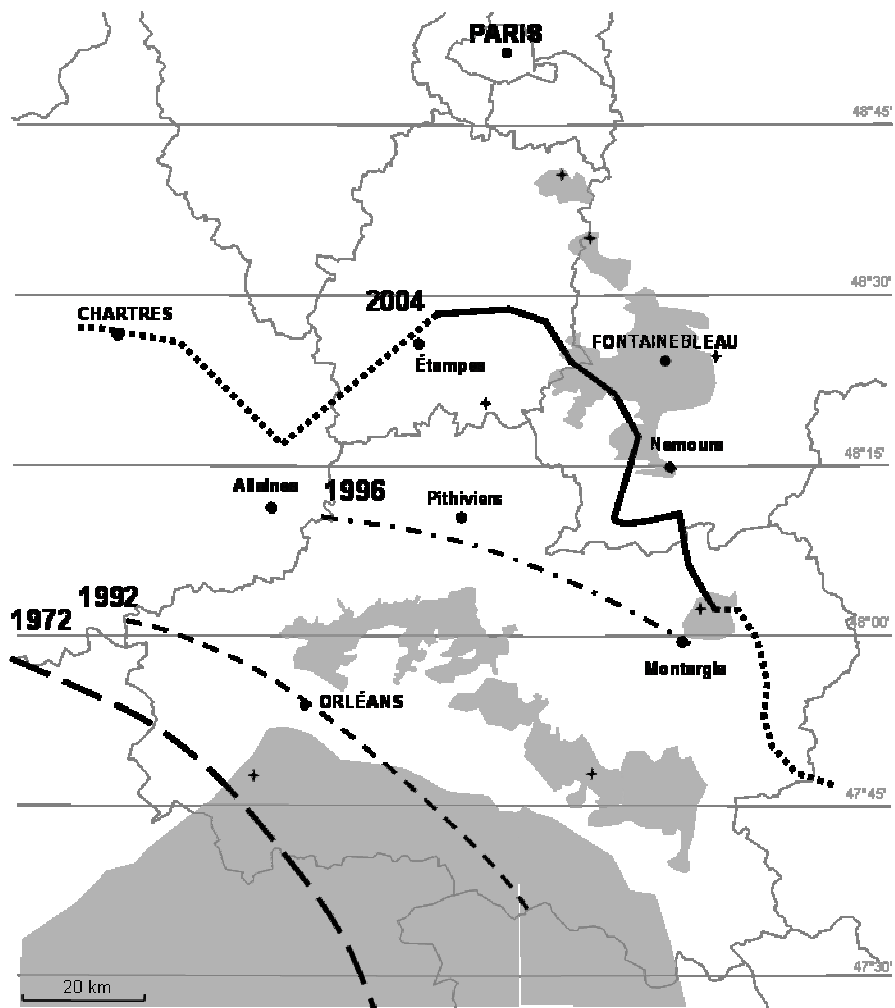 PARIS
48°45'
48°30'
2004
CHARTRES
FONTAINEBLEAU
Étampes
Nemours
48°15'
Allaines
1996
Pithiviers
1992
1972
48°00'
Montargis
ORLÉANS
47°45'
47°30'
20 km